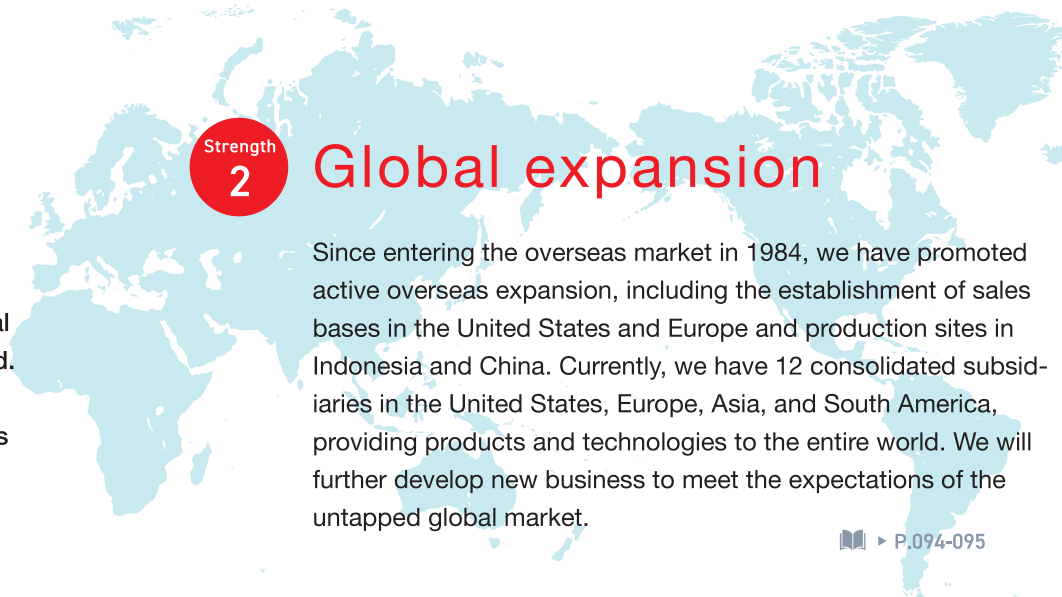 Strength
2
Global expansion
Since entering the overseas market in 1984, we have promoted
active overseas expansion, including the establishment of sales
bases in the United States and Europe and production sites in
Indonesia and China. Currently, we have 12 consolidated subsid-
iaries in the United States, Europe, Asia, and South America,
providing products and technologies to the entire world. We will
further develop new business to meet the expectations of the
untapped global market.
P.094-095